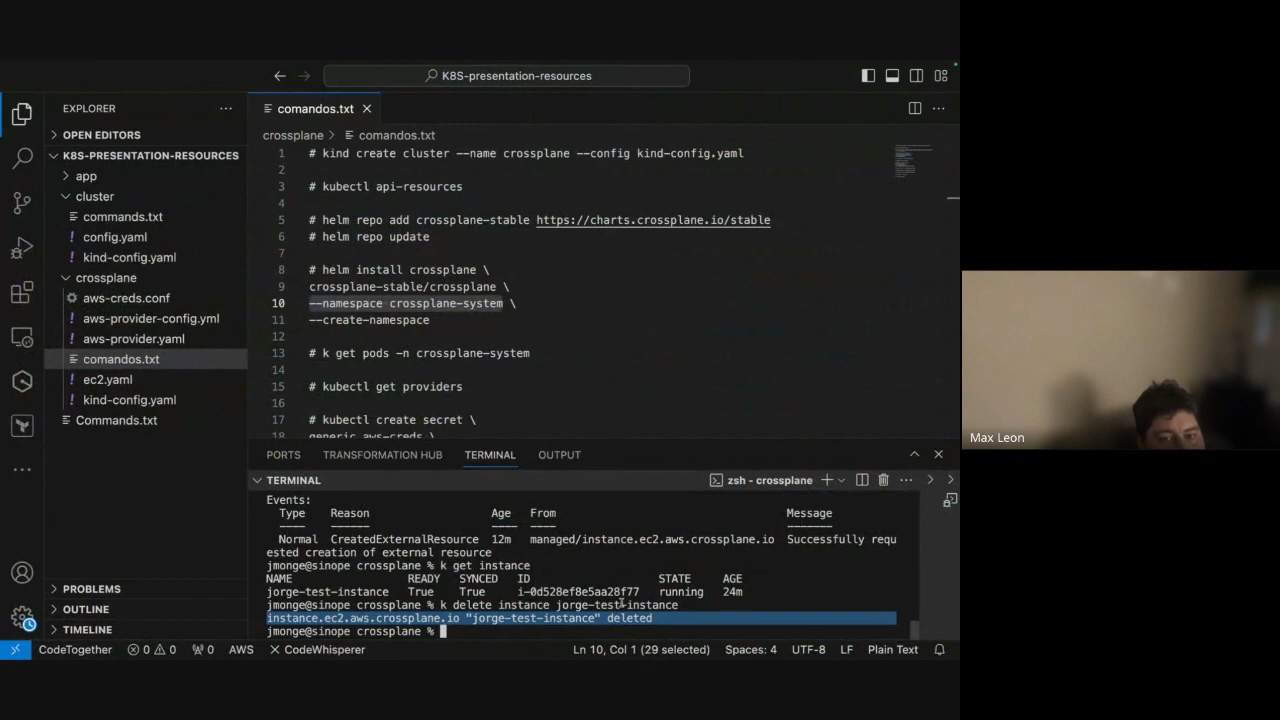 K8S-presentation-resources
EXPLORER
comandos.txt
OPEN EDITORS
K8S-PRESENTATION-RESOURCES
app
cluster
commands.txt
config.yaml
kind-config.yaml
crossplane
aws-creds.conf
aws-provider-config.yml
aws-provider.yaml
comandos.txt
ec2.yaml
kind-config.yaml
Commands.txt
PROBLEMS
OUTLINE
TIMELINE
crossplane > comandos.txt
1 # kind create cluster --name crossplane --config kind-config.yaml
2
3 # kubectl api-resources
4
5 # helm repo add crossplane-stable https://charts.crossplane.io/stable
6 # helm repo update
7
8 # helm install crossplane \
9 crossplane-stable/crossplane \
10 --namespace crossplane-system \
11 --create-namespace
12
13 # k get pods -n crossplane-system
14
15 # kubectl get providers
16
17 # kubectl create secret \
18 generic aws-creds \
PORTS TRANSFORMATION HUB TERMINAL OUTPUT
TERMINAL
zsh - crossplane
Events:
Type Reason Age From Message
---- ------ ---- ---- -------
Normal CreatedExternalResource 12m managed/instance.ec2.aws.crossplane.io Successfully requ
ested creation of external resource
jmonge@sinope crossplane % k get instance
NAME READY SYNCED ID STATE AGE
jorge-test-instance True True i-0d528ef8e5aa28f77 running 24m
jmonge@sinope crossplane % k delete instance jorge-test-instance
instance.ec2.aws.crossplane.io "jorge-test-instance" deleted
jmonge@sinope crossplane %
CodeTogether 0 0 0 AWS CodeWhisperer Ln 10, Col 1 (29 selected) Spaces: 4 UTF-8 LF Plain Text
Max Leon